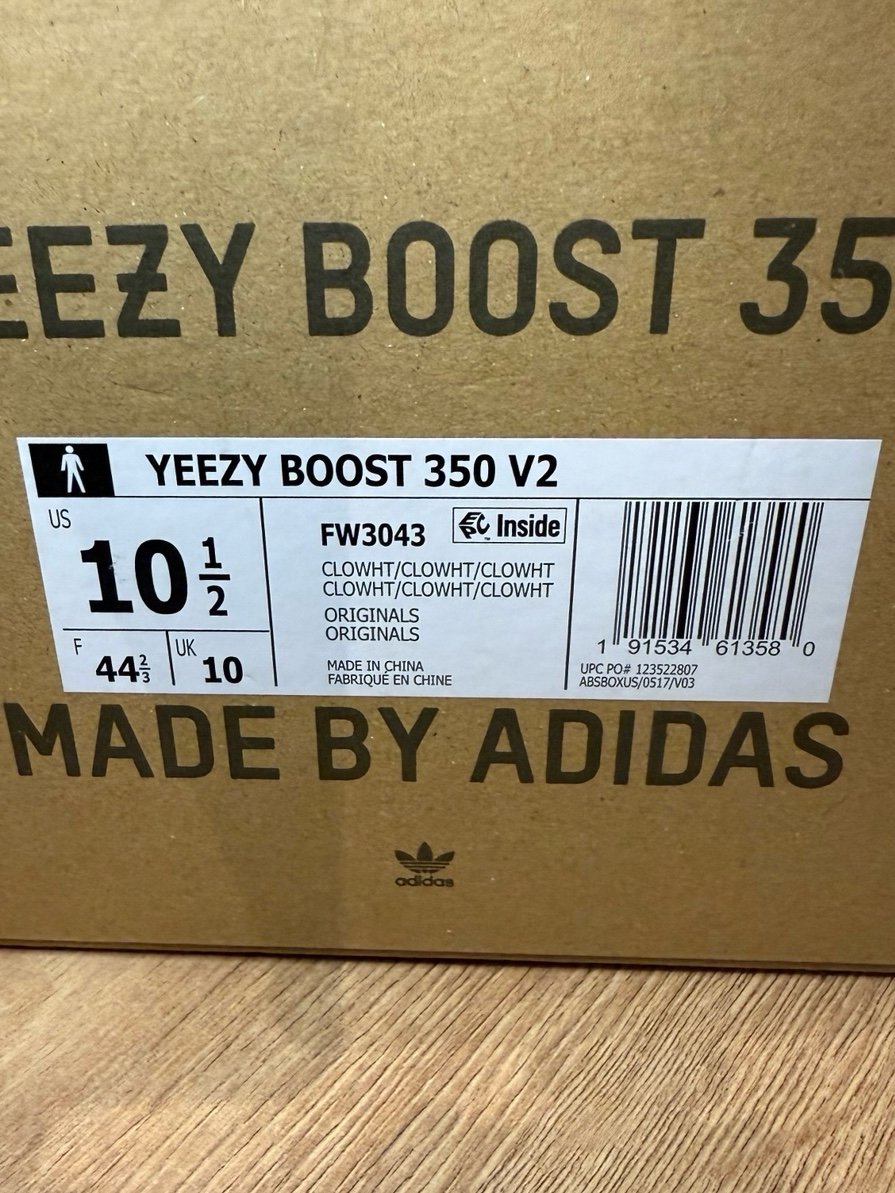 EEZY BOOST 35
YEEZY BOOST 350 V2
US
10 1/2
F
44 2/3
UK
10
FW3043
EPC Inside
™
CLOWHT/CLOWHT/CLOWHT
CLOWHT/CLOWHT/CLOWHT
ORIGINALS
ORIGINALS
MADE IN CHINA
FABRIQUÉ EN CHINE
1 91534 61358 0
UPC PO# 123522807
ABSBOXUS/0517/V03
MADE BY ADIDAS
adidas